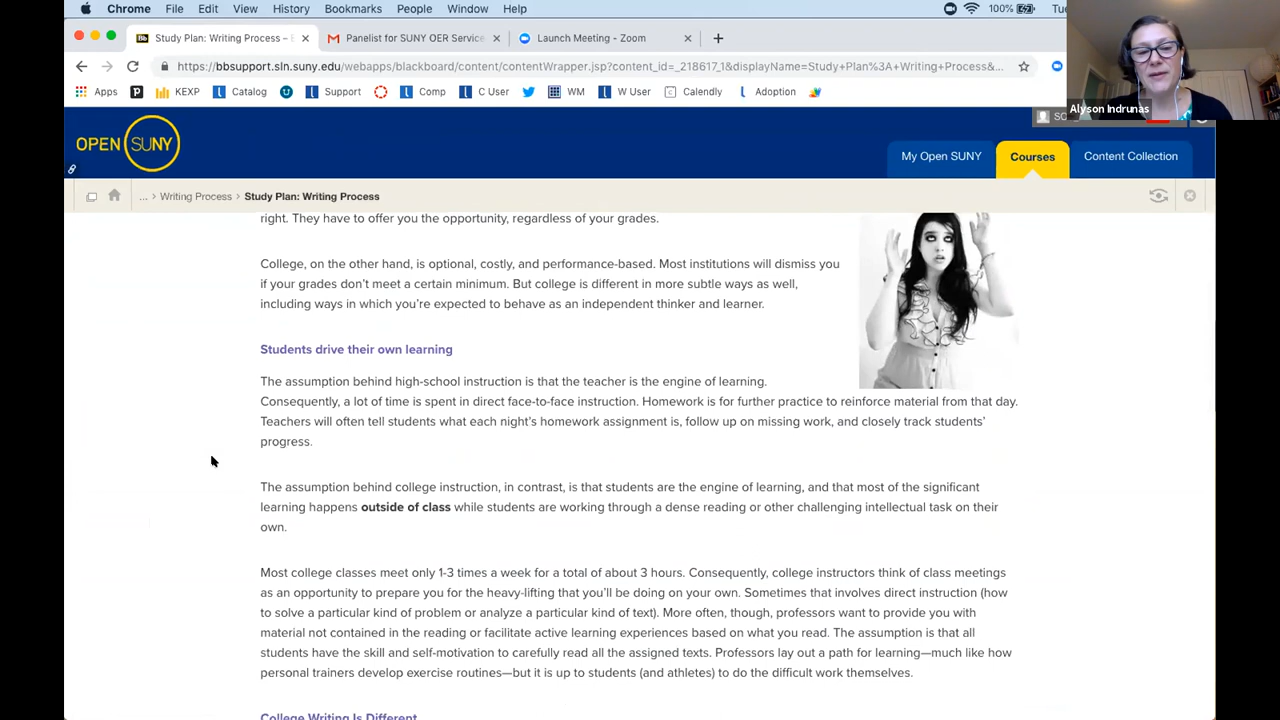 Chrome File Edit View History Bookmarks People Window Help 100% Tue
Study Plan: Writing Process – Panelist for SUNY OER Service Launch Meeting - Zoom
https://bbsupport.sln.suny.edu/webapps/blackboard/content/contentWrapper.jsp?content_id=_218617_1&displayName=Study+Plan%3A+Writing+Process&...
Apps KEXP Catalog Support Comp C User WM W User Calendly Adoption
Alyson Indrunas
OPEN SUNY
My Open SUNY Courses Content Collection
... > Writing Process > Study Plan: Writing Process
right. They have to offer you the opportunity, regardless of your grades.
College, on the other hand, is optional, costly, and performance-based. Most institutions will dismiss you
if your grades don't meet a certain minimum. But college is different in more subtle ways as well,
including ways in which you're expected to behave as an independent thinker and learner.
Students drive their own learning
The assumption behind high-school instruction is that the teacher is the engine of learning.
Consequently, a lot of time is spent in direct face-to-face instruction. Homework is for further practice to reinforce material from that day.
Teachers will often tell students what each night's homework assignment is, follow up on missing work, and closely track students'
progress.
The assumption behind college instruction, in contrast, is that students are the engine of learning, and that most of the significant
learning happens outside of class while students are working through a dense reading or other challenging intellectual task on their
own.
Most college classes meet only 1-3 times a week for a total of about 3 hours. Consequently, college instructors think of class meetings
as an opportunity to prepare you for the heavy-lifting that you'll be doing on your own. Sometimes that involves direct instruction (how
to solve a particular kind of problem or analyze a particular kind of text). More often, though, professors want to provide you with
material not contained in the reading or facilitate active learning experiences based on what you read. The assumption is that all
students have the skill and self-motivation to carefully read all the assigned texts. Professors lay out a path for learning—much like how
personal trainers develop exercise routines—but it is up to students (and athletes) to do the difficult work themselves.
College Writing Is Different